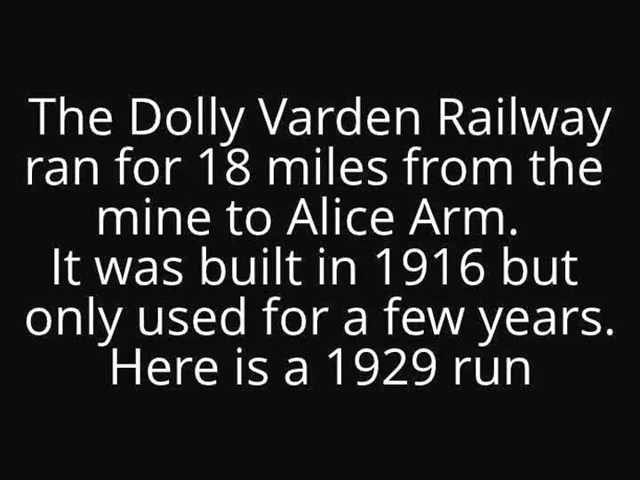 The Dolly Varden Railway
ran for 18 miles from the
mine to Alice Arm.
It was built in 1916 but
only used for a few years.
Here is a 1929 run